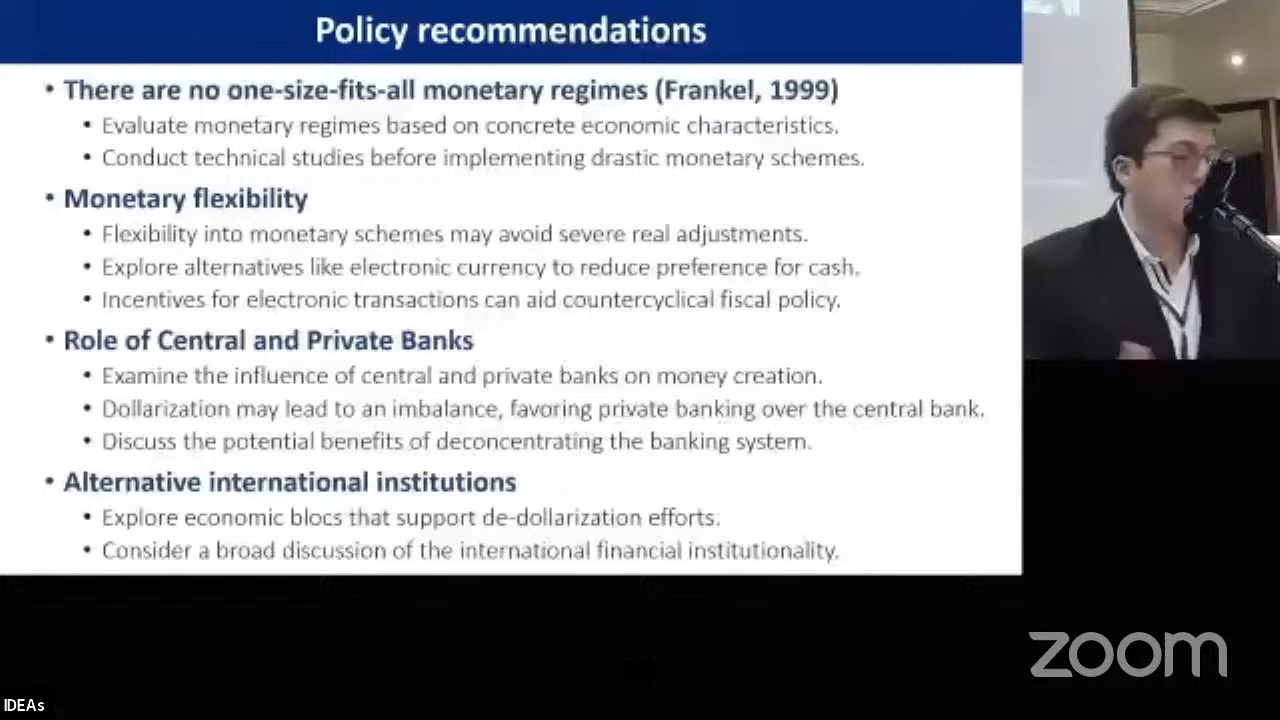 Policy recommendations
• There are no one-size-fits-all monetary regimes (Frankel, 1999)
• Evaluate monetary regimes based on concrete economic characteristics.
• Conduct technical studies before implementing drastic monetary schemes.
• Monetary flexibility
• Flexibility into monetary schemes may avoid severe real adjustments.
• Explore alternatives like electronic currency to reduce preference for cash.
• Incentives for electronic transactions can aid countercyclical fiscal policy.
• Role of Central and Private Banks
• Examine the influence of central and private banks on money creation.
• Dollarization may lead to an imbalance, favoring private banking over the central bank.
• Discuss the potential benefits of deconcentrating the banking system.
• Alternative international institutions
• Explore economic blocs that support de-dollarization efforts.
• Consider a broad discussion of the international financial institutionality.
zoom
IDEAs